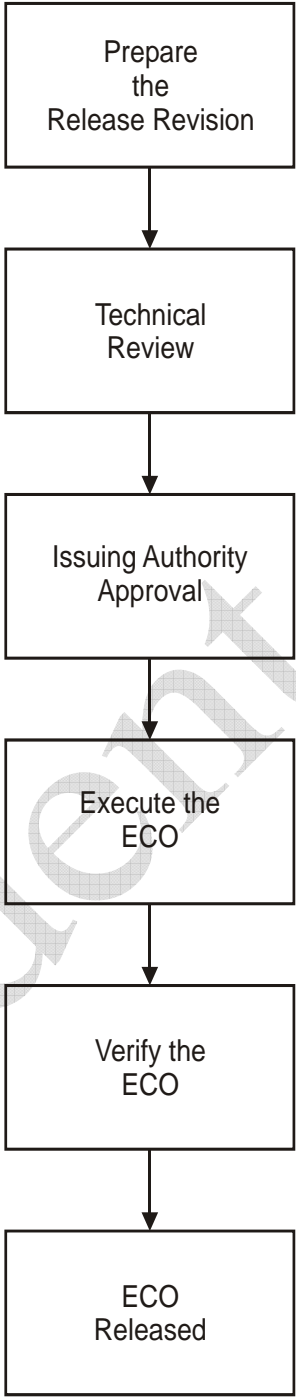 Prepare
the
Release Revision
Technical
Review
Issuing Authority
Approval
Execute the
ECO
Verify the
ECO
ECO
Released